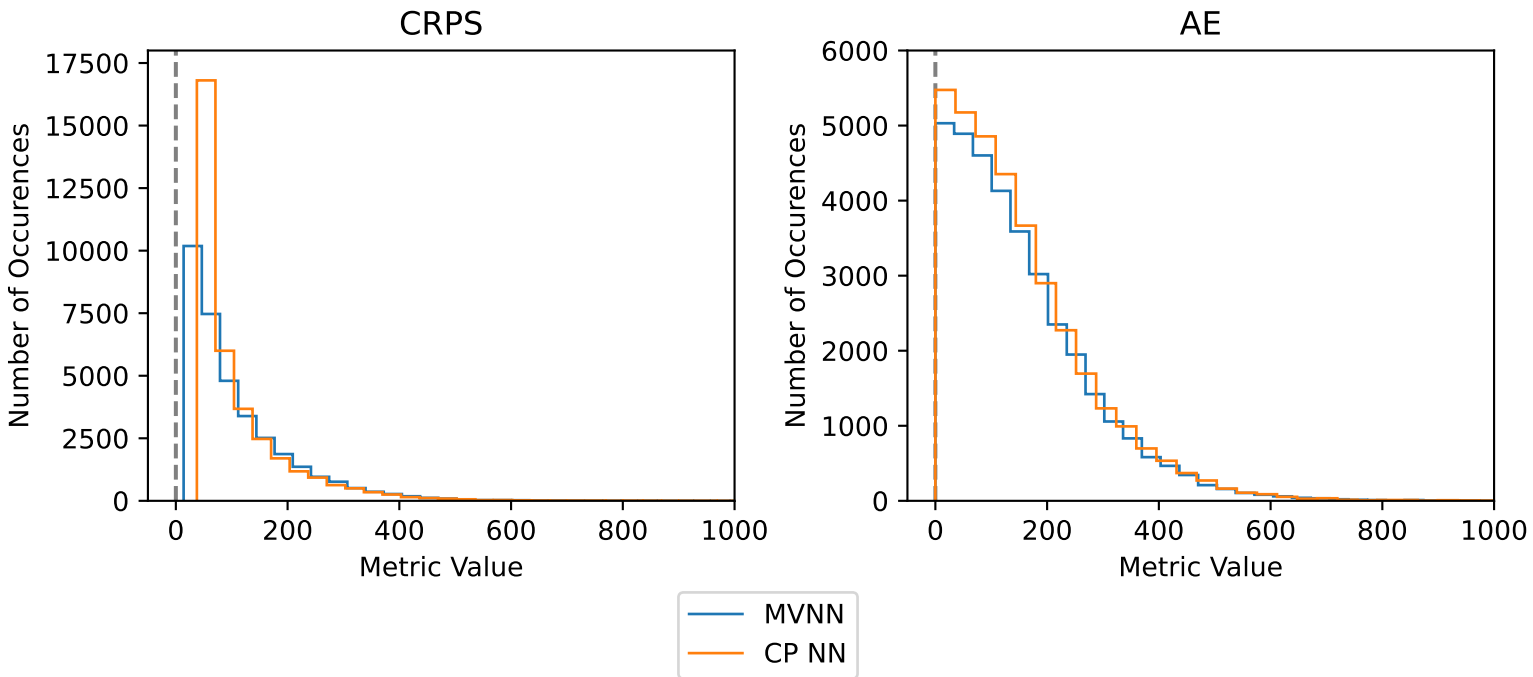 CRPS
Number of Occurences
17500
15000
12500
10000
7500
5000
2500
0
0 200 400 600 800 1000
Metric Value
AE
Number of Occurences
6000
5000
4000
3000
2000
1000
0
0 200 400 600 800 1000
Metric Value
MVNN
CP NN